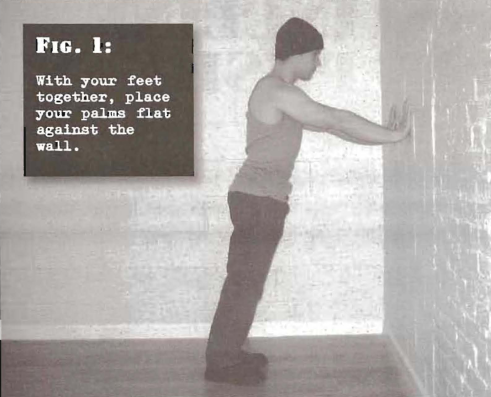 FIG. 1:
With your feet
together, place
your palms flat
against the
wall.